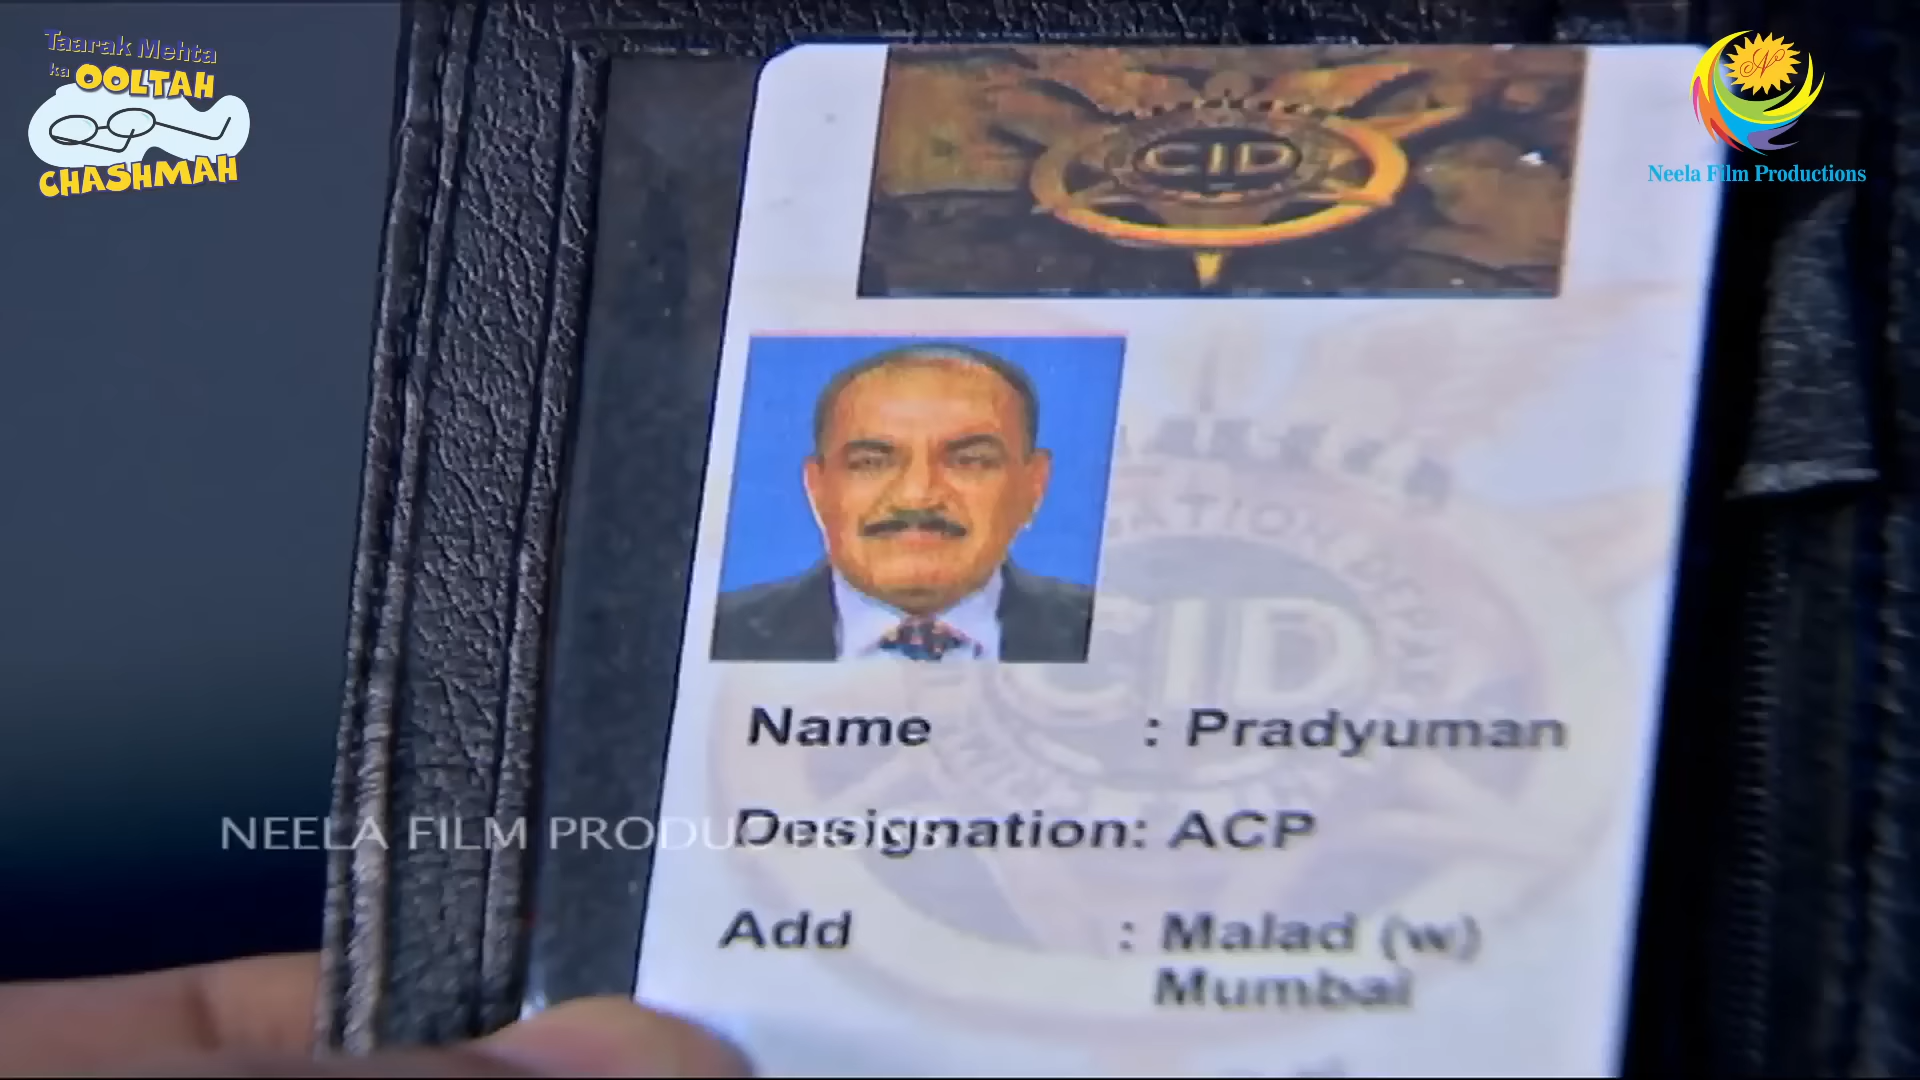 Taarak Mehta
ka OOLTAH
CHASHMAH
Neela Film Productions
CID
CID
Name : Pradyuman
NEELA FILM PRODUCTIONS
Designation: ACP
Add : Malad (w)
Mumbai